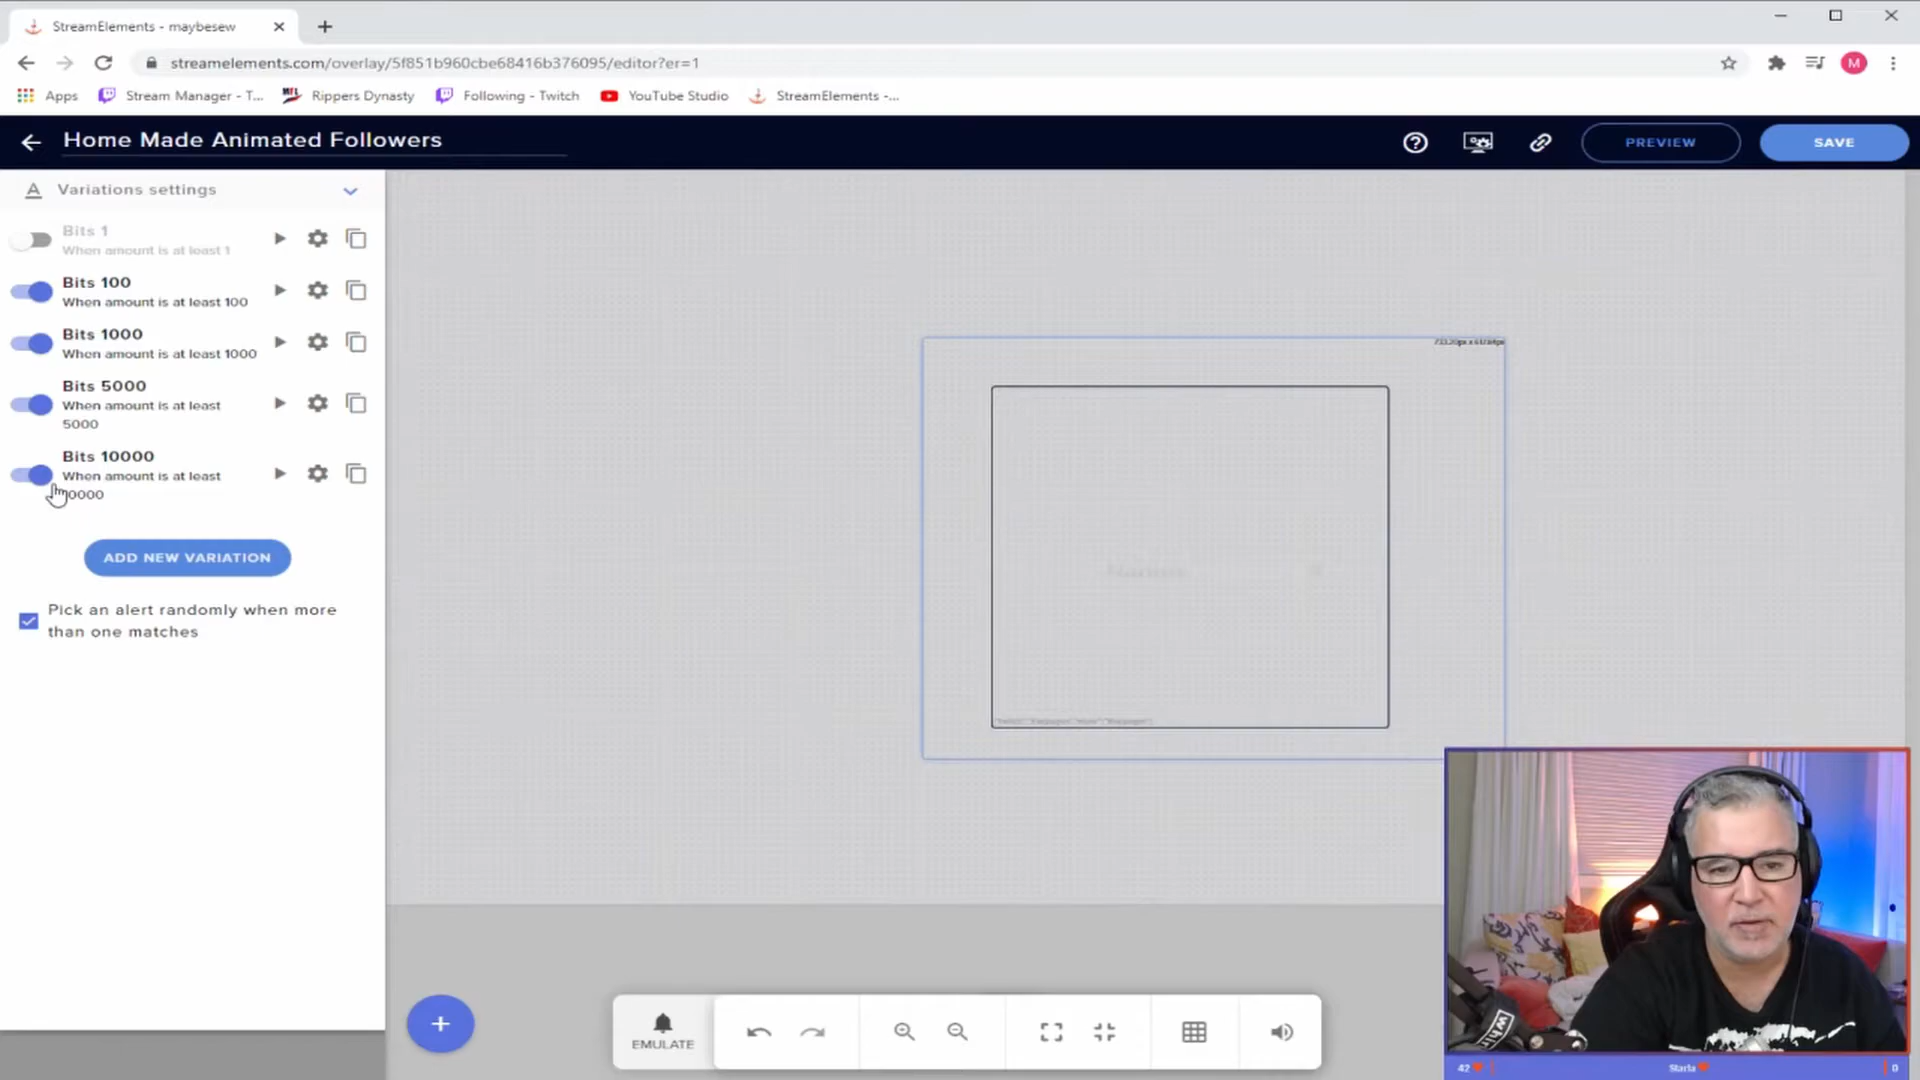 StreamElements - maybesew
streamelements.com/overlay/5f851b960cbe68416b376095/editor?er=1
Apps
Stream Manager - T...
Rippers Dynasty
Following - Twitch
YouTube Studio
StreamElements -...
M
Home Made Animated Followers
PREVIEW
SAVE
Variations settings
Bits 1
When amount is at least 1
Bits 100
When amount is at least 100
Bits 1000
When amount is at least 1000
Bits 5000
When amount is at least
5000
Bits 10000
When amount is at least
0000
ADD NEW VARIATION
Pick an alert randomly when more
than one matches
EMULATE
42
Starla
0